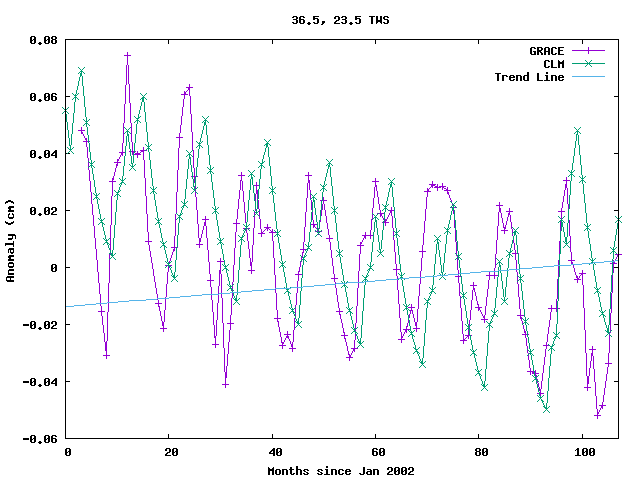 36.5, 23.5 TWS
GRACE
CLM
Trend Line
0.08
0.06
0.04
0.02
0
-0.02
-0.04
-0.06
Anomaly (cm)
0 20 40 60 80 100
Months since Jan 2002